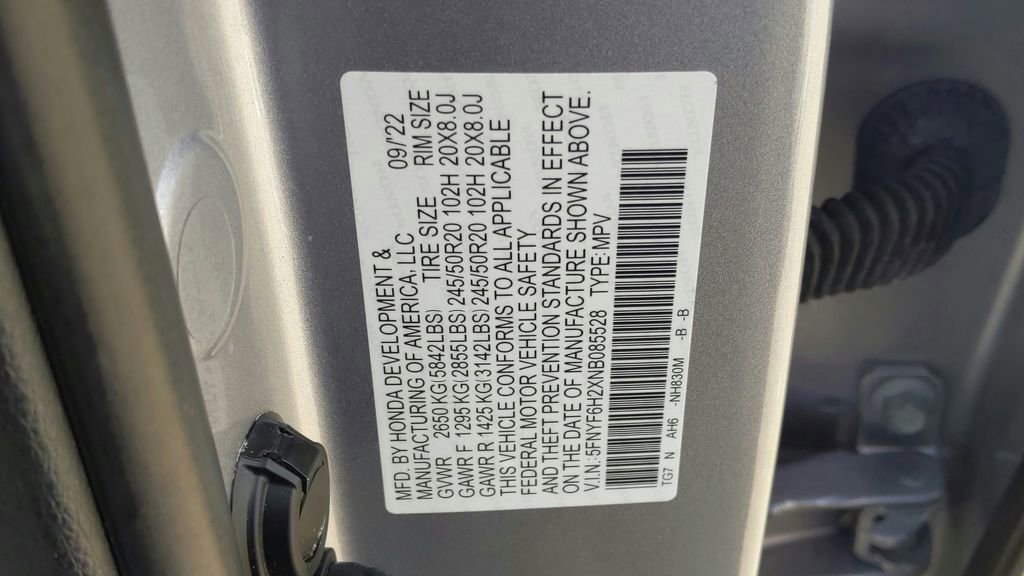 MFD. BY HONDA DEVELOPMENT &
MANUFACTURING OF AMERICA, LLC 09/22
GVWR 2650 KG(5842LBS) TIRE SIZE RIM SIZE
GAWR F 1295 KG(2855LBS) 245/50R20 102H 20X8.0J
GAWR R 1425 KG(3142LBS) 245/50R20 102H 20X8.0J
THIS VEHICLE CONFORMS TO ALL APPLICABLE
FEDERAL MOTOR VEHICLE SAFETY
AND THEFT PREVENTION STANDARDS IN EFFECT
ON THE DATE OF MANUFACTURE SHOWN ABOVE.
V.I.N.:5FNYF6H2XNB085528 TYPE:MPV
TG7 N AH6 -NH830M -B -B